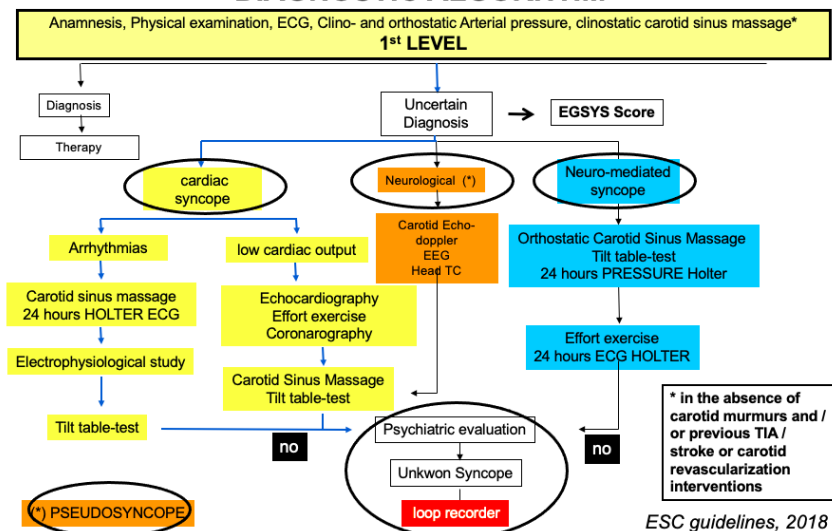 Anamnesis, Physical examination, ECG, Clino- and orthostatic Arterial pressure, clinostatic carotid sinus massage*
1st LEVEL
Diagnosis
Therapy
Uncertain
Diagnosis
EGSYS Score
cardiac
syncope
Neurological (*)
Neuro-mediated
syncope
Arrhythmias
low cardiac output
Carotid Echo-
doppler
EEG
Head TC
Orthostatic Carotid Sinus Massage
Tilt table-test
24 hours PRESSURE Holter
Carotid sinus massage
24 hours HOLTER ECG
Echocardiography
Effort exercise
Coronarography
Effort exercise
24 hours ECG HOLTER
Electrophysiological study
Carotid Sinus Massage
Tilt table-test
Tilt table-test
no
Psychiatric evaluation
no
Unkwon Syncope
loop recorder
* in the absence of
carotid murmurs and /
or previous TIA /
stroke or carotid
revascularization
interventions
(*) PSEUDOSYNCOPE
ESC guidelines, 2018